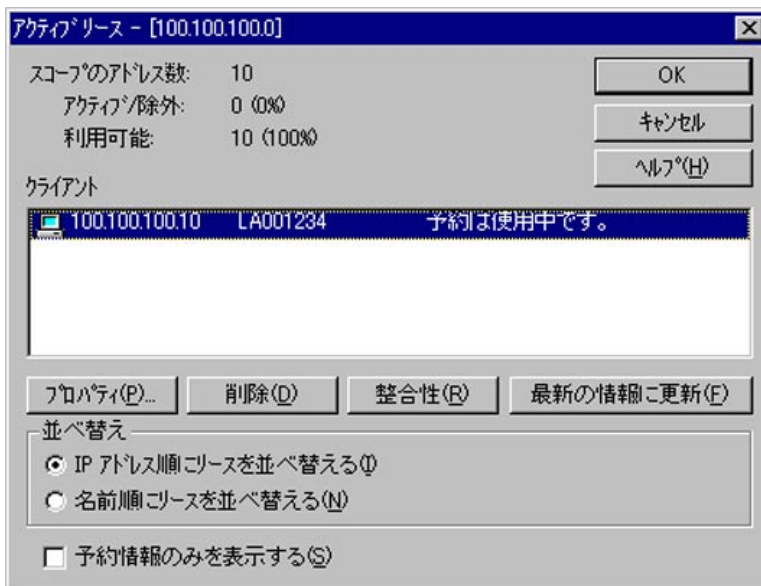 アクティブ リース - [100.100.100.0]
スコープのアドレス数: 10
アクティブ/除外: 0 (0%)
利用可能: 10 (100%)
OK
キャンセル
ヘルプ(H)
クライアント
100.100.100.10 LA001234 予約は使用中です。
プロパティ(P)... 削除(D) 整合性(R) 最新の情報に更新(F)
並べ替え
IP アドレス順にリースを並べ替える(I)
名前順にリースを並べ替える(N)
予約情報のみを表示する(S)